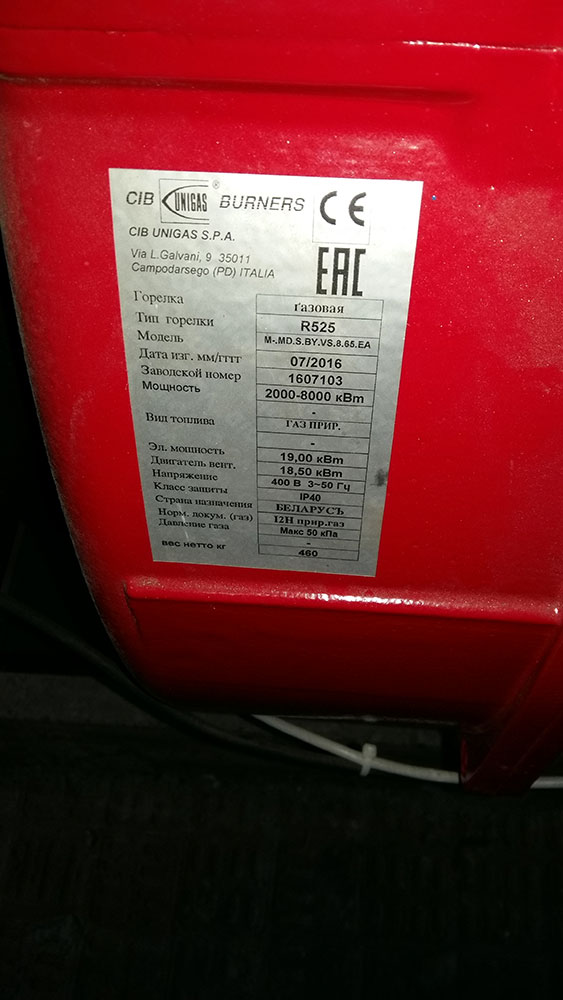 CIB UNIGAS ® BURNERS CE
CIB UNIGAS S.P.A.
Via L.Galvani, 9 35011
Campodarsego (PD) ITALIA
EAC
Горелка газовая
Тип горелки R525
Модель M-.MD.S.BY.VS.8.65.EA
Дата изг. мм/гггг 07/2016
Заводской номер 1607103
Мощность 2000-8000 кВт
-
Вид топлива ГАЗ ПРИР.
-
Эл. мощность 19,00 кВт
Двигатель вент. 18,50 кВт
Напряжение 400 В 3~50 Гц
Класс защиты IP40
Страна назначения БЕЛАРУСЪ
Норм. докум. (газ) I2H прир.газ
Давление газа Макс 50 кПа
-
вес нетто кг 460